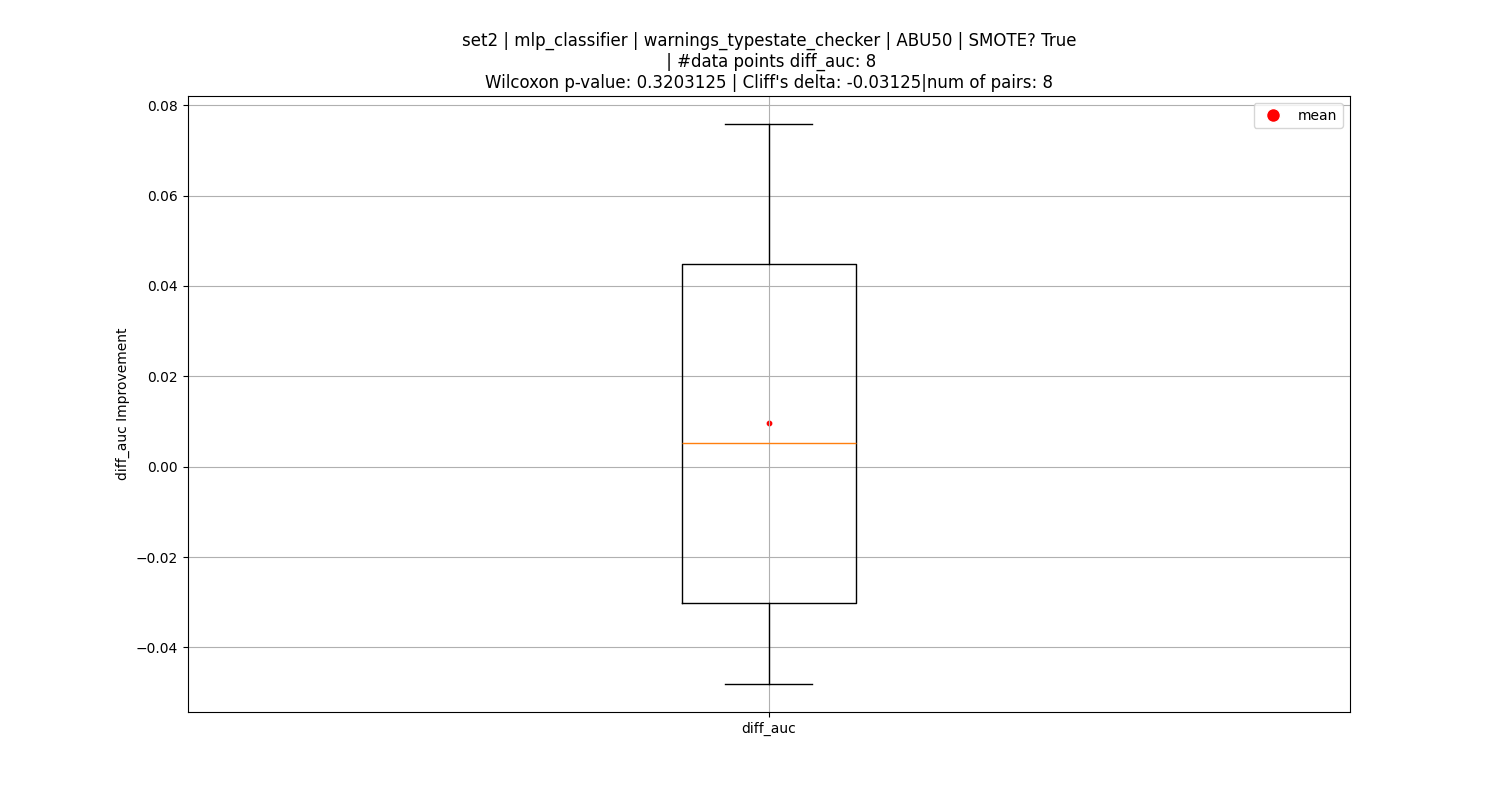 set2 | mlp_classifier | warnings_typestate_checker | ABU50 | SMOTE? True
| #data points diff_auc: 8
Wilcoxon p-value: 0.3203125 | Cliff's delta: -0.03125|num of pairs: 8
mean
0.08
0.06
0.04
0.02
0.00
−0.02
−0.04
diff_auc Improvement
diff_auc